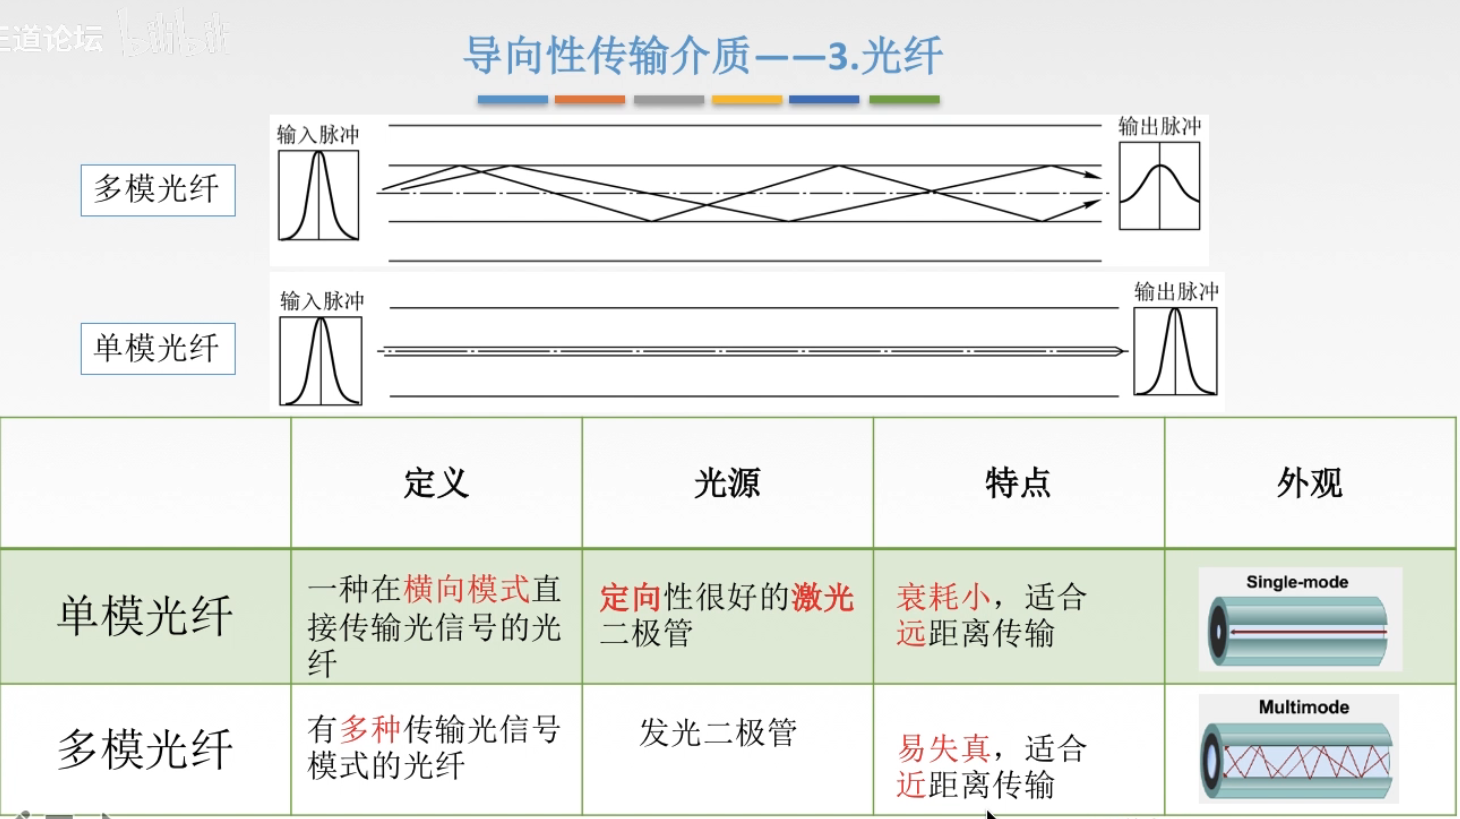 王道论坛 bilibili
导向性传输介质——3.光纤
输入脉冲
输出脉冲
多模光纤
输入脉冲
输出脉冲
单模光纤
定义
光源
特点
外观
单模光纤
一种在横向模式直
接传输光信号的光
纤
定向性很好的激光
二极管
衰耗小，适合
远距离传输
Single-mode
多模光纤
有多种传输光信号
模式的光纤
发光二极管
易失真，适合
近距离传输
Multimode